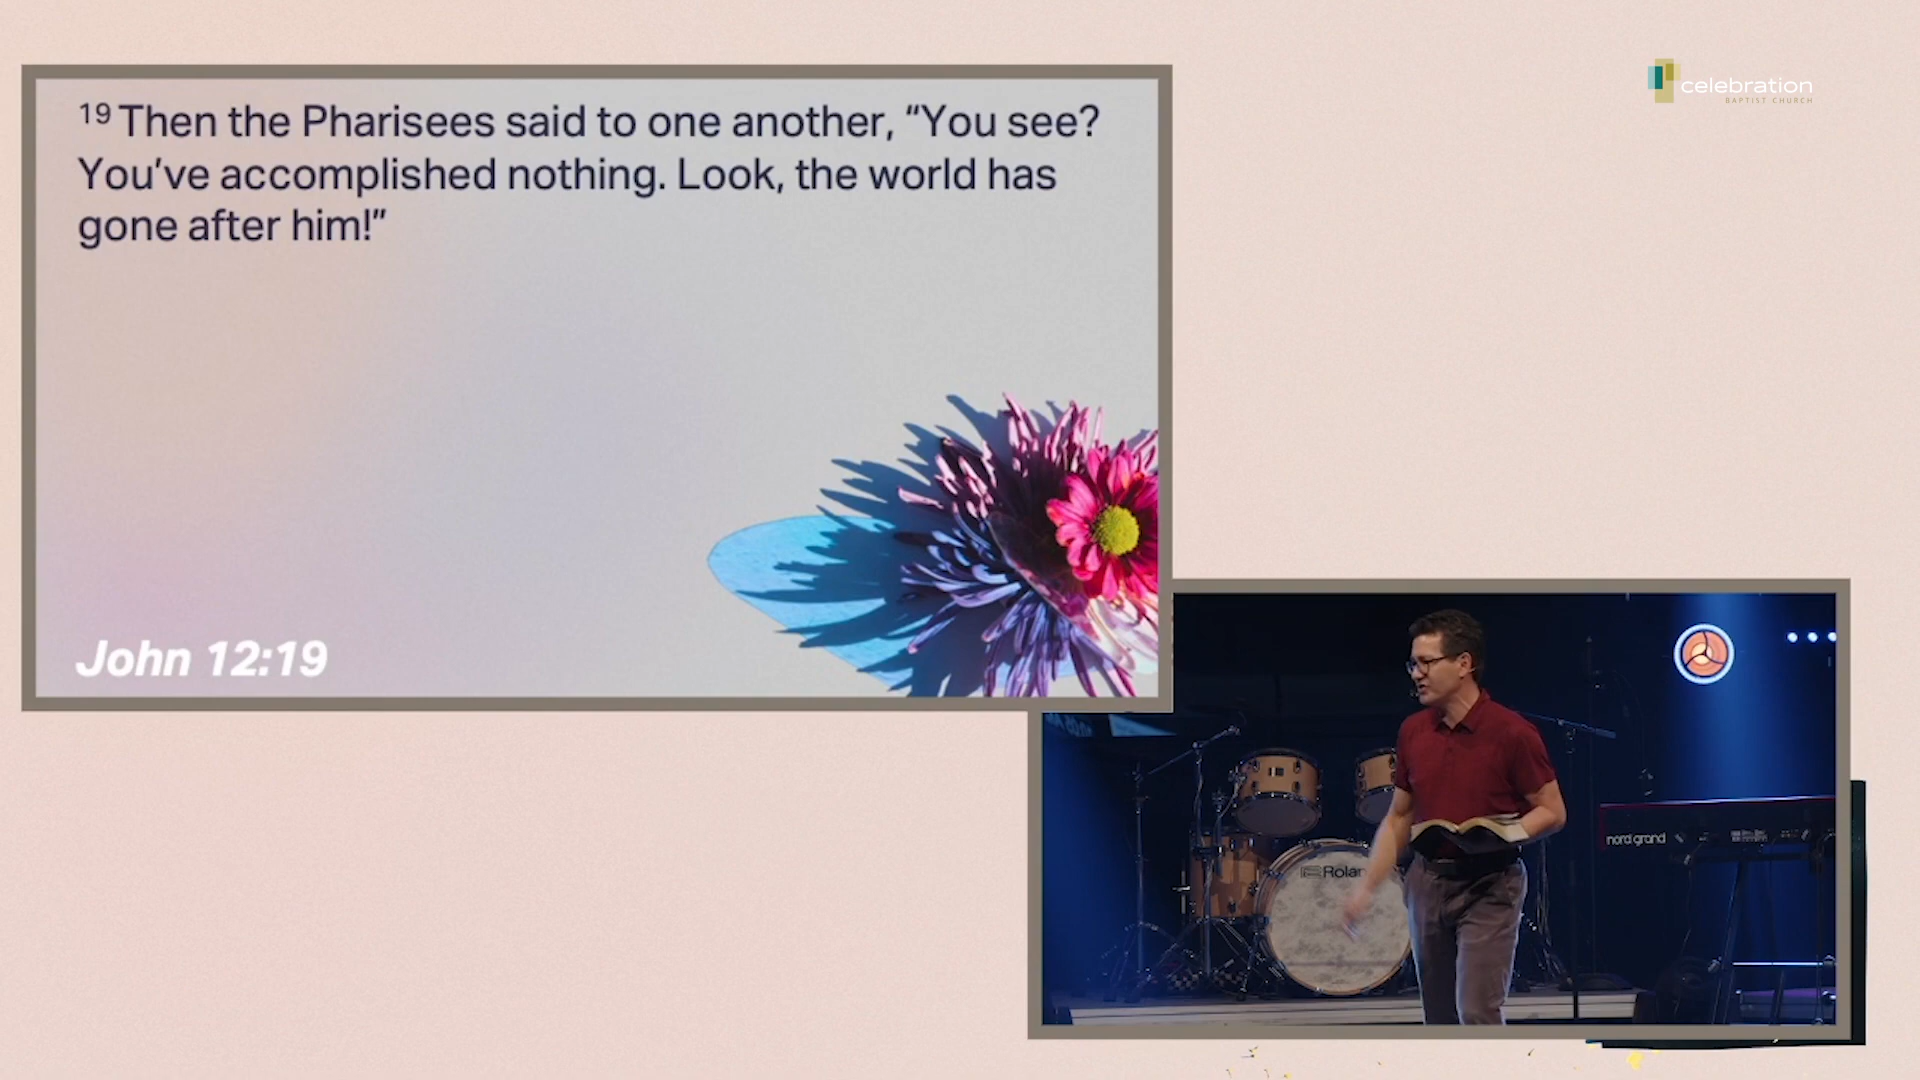 19 Then the Pharisees said to one another, “You see?
You’ve accomplished nothing. Look, the world has
gone after him!”
John 12:19
celebration
BAPTIST CHURCH
nord grand
Rolan